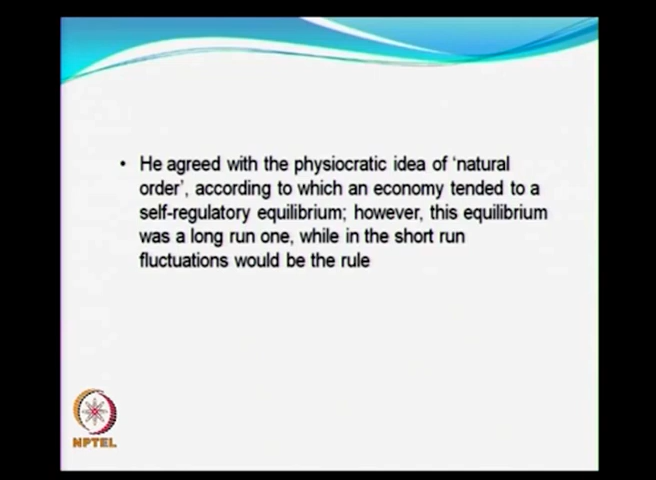 • He agreed with the physiocratic idea of ‘natural
order’, according to which an economy tended to a
self-regulatory equilibrium; however, this equilibrium
was a long run one, while in the short run
fluctuations would be the rule
NPTEL